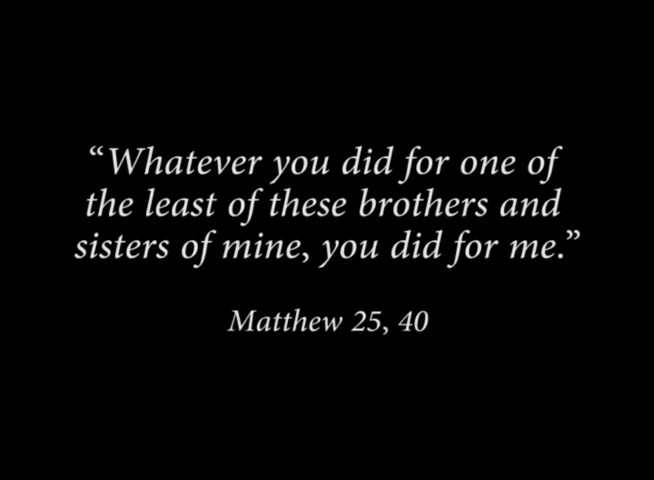 “Whatever you did for one of
the least of these brothers and
sisters of mine, you did for me.”
Matthew 25, 40